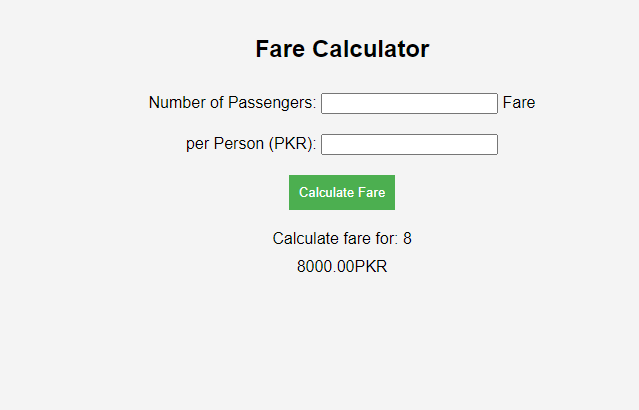 Fare Calculator
Number of Passengers: Fare
per Person (PKR):
Calculate Fare
Calculate fare for: 8
8000.00PKR